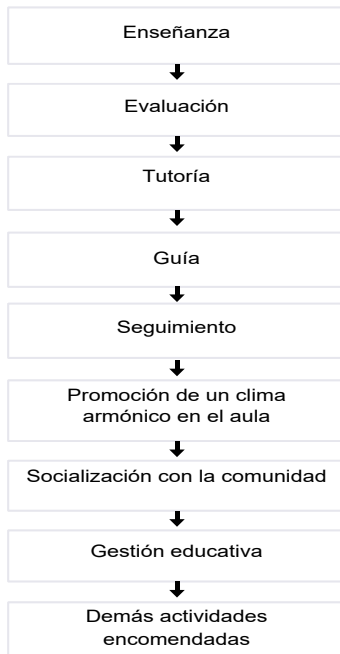 Enseñanza
Evaluación
Tutoría
Guía
Seguimiento
Promoción de un clima
armónico en el aula
Socialización con la comunidad
Gestión educativa
Demás actividades
encomendadas